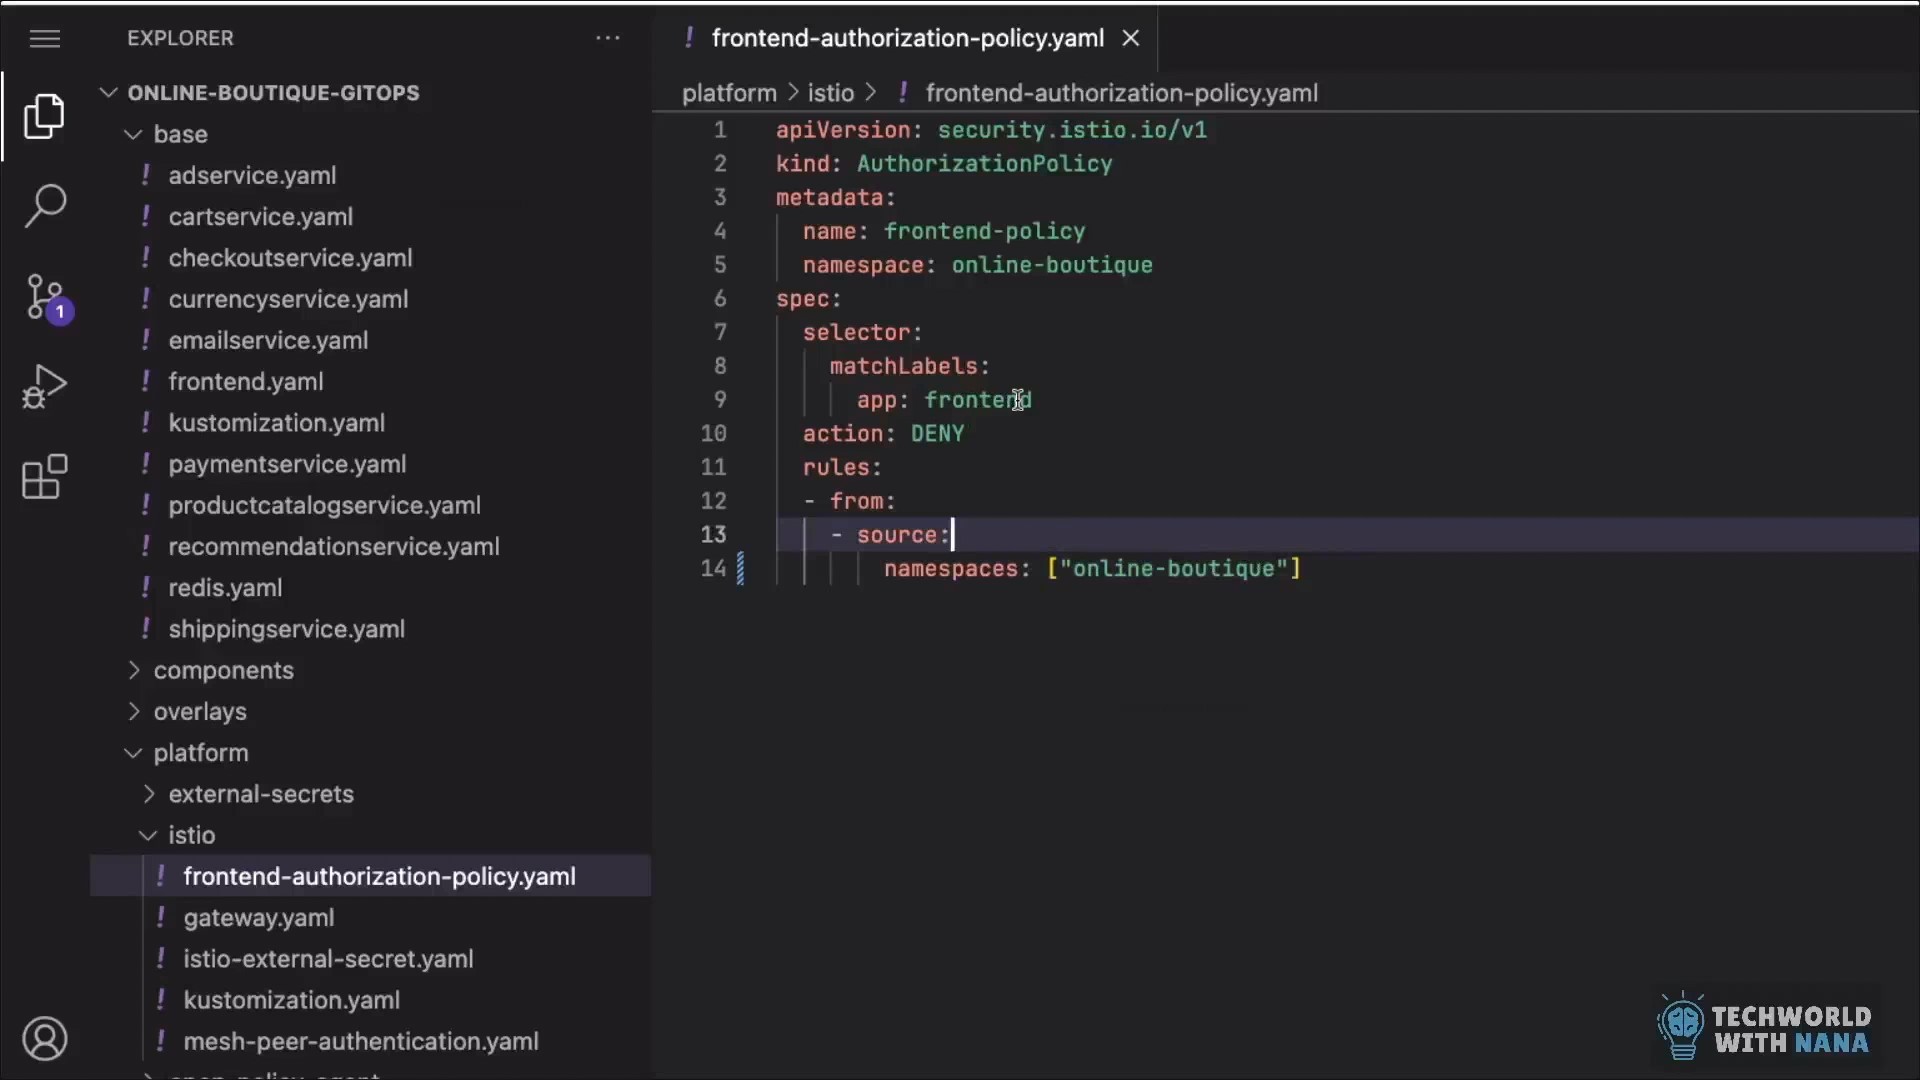 EXPLORER
ONLINE-BOUTIQUE-GITOPS
base
! adservice.yaml
! cartservice.yaml
! checkoutservice.yaml
! currencyservice.yaml
! emailservice.yaml
! frontend.yaml
! kustomization.yaml
! paymentservice.yaml
! productcatalogservice.yaml
! recommendationservice.yaml
! redis.yaml
! shippingservice.yaml
components
overlays
platform
external-secrets
istio
! frontend-authorization-policy.yaml
! gateway.yaml
! istio-external-secret.yaml
! kustomization.yaml
! mesh-peer-authentication.yaml
1
! frontend-authorization-policy.yaml
platform > istio > ! frontend-authorization-policy.yaml
1 apiVersion: security.istio.io/v1
2 kind: AuthorizationPolicy
3 metadata:
4 name: frontend-policy
5 namespace: online-boutique
6 spec:
7 selector:
8 matchLabels:
9 app: frontend
10 action: DENY
11 rules:
12 - from:
13 - source:
14 namespaces: ["online-boutique"]
TECHWORLD
WITH NANA